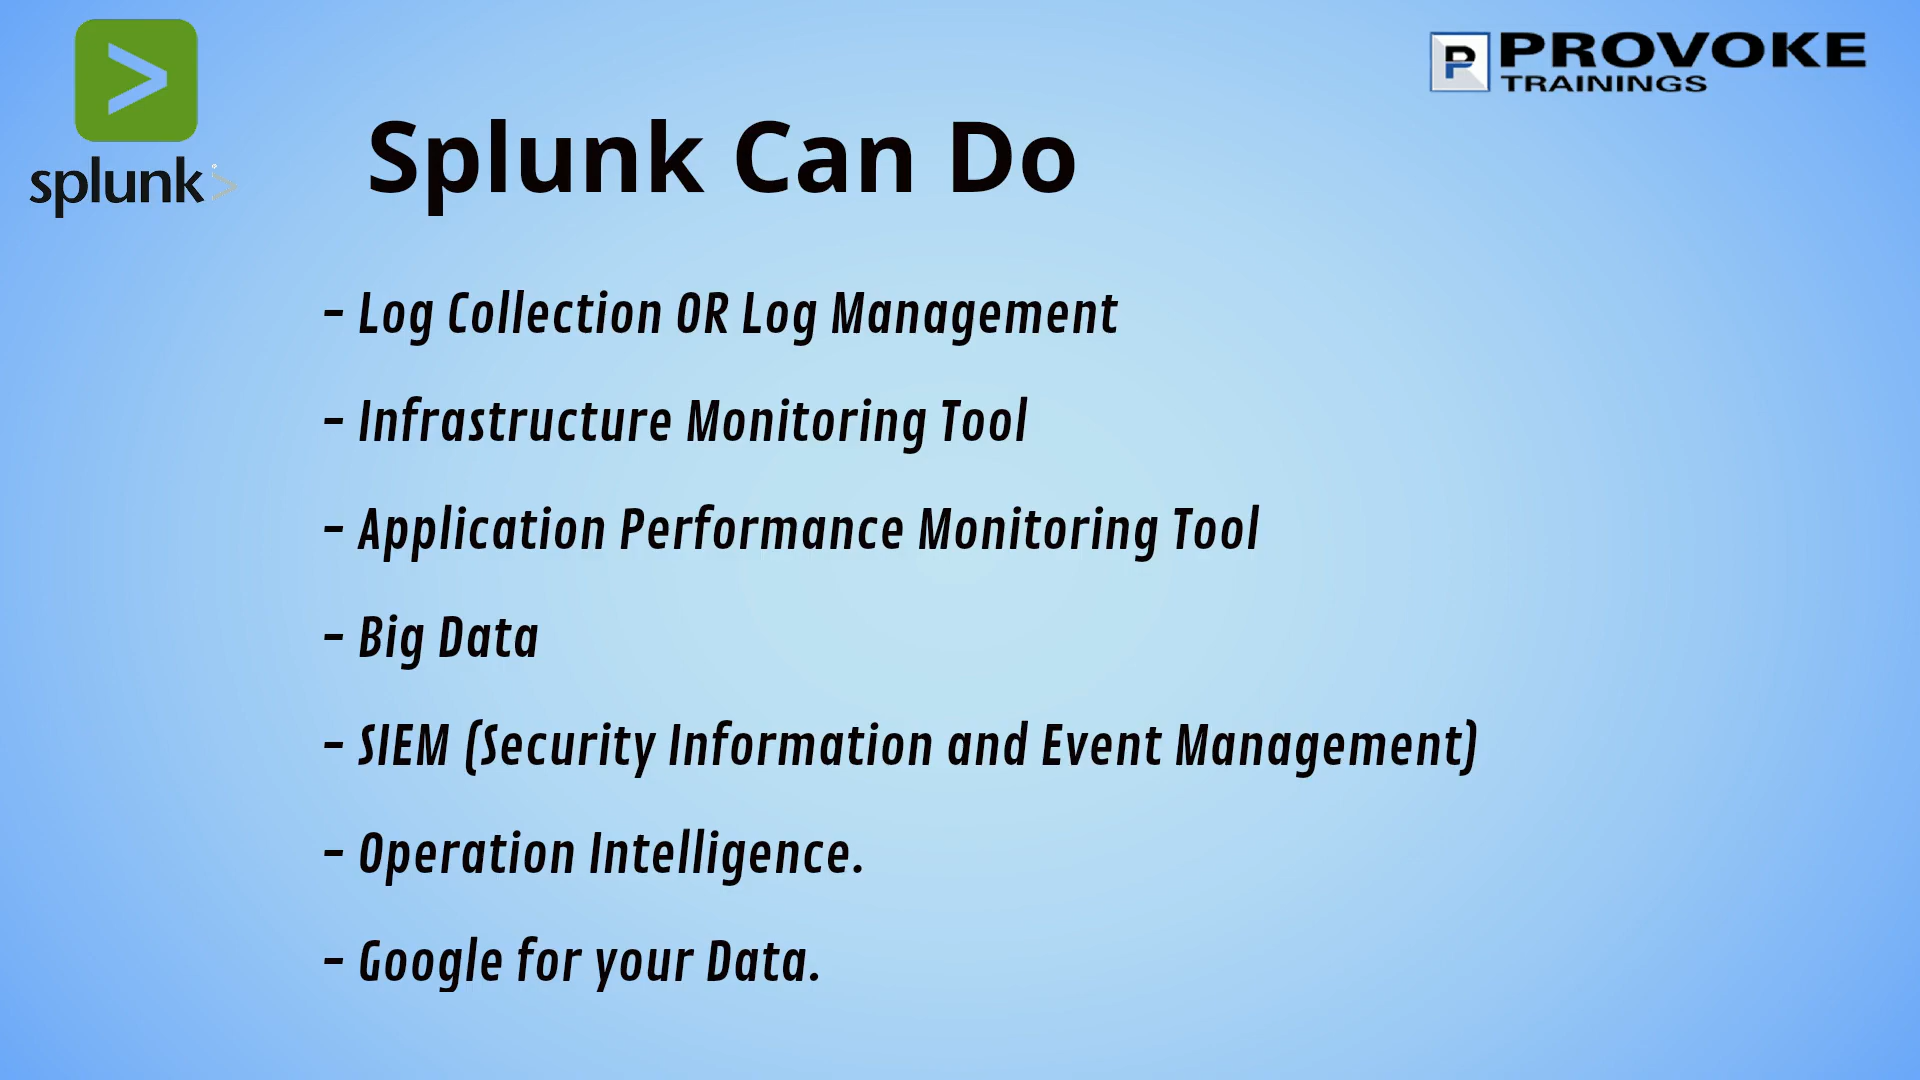 splunk>
PROVOKE
TRAININGS
Splunk Can Do
- Log Collection OR Log Management
- Infrastructure Monitoring Tool
- Application Performance Monitoring Tool
- Big Data
- SIEM (Security Information and Event Management)
- Operation Intelligence.
- Google for your Data.